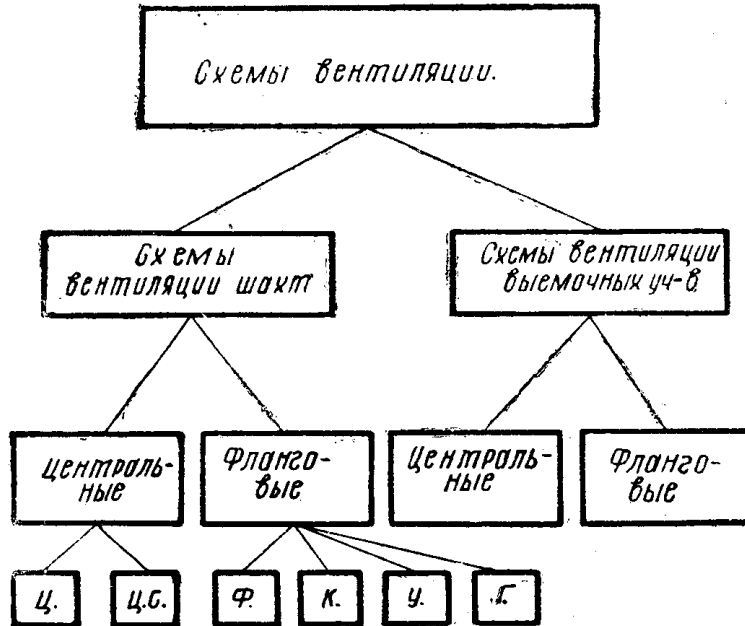 Схемы вентиляции.
Схемы
вентиляции шахт
Схемы вентиляции
выемочных уч-в.
Централь-
ные
Фланго-
вые
Централь-
ные
Фланго-
вые
Ц.
Ц.С.
Ф.
К.
У.
Г.